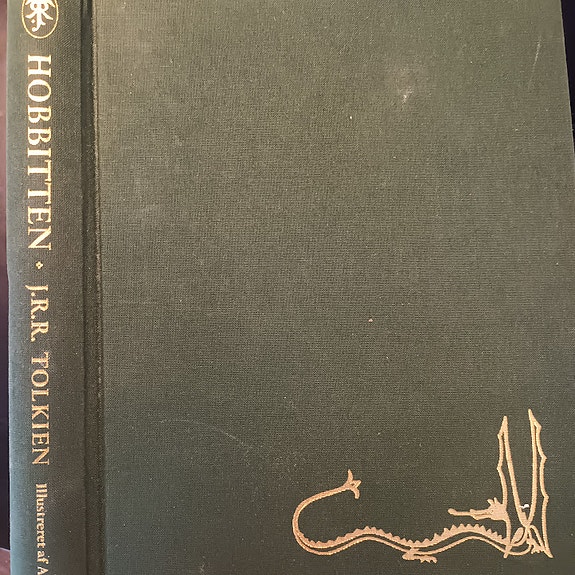 HOBBITTEN · J.R.R. TOLKIEN Illustreret af